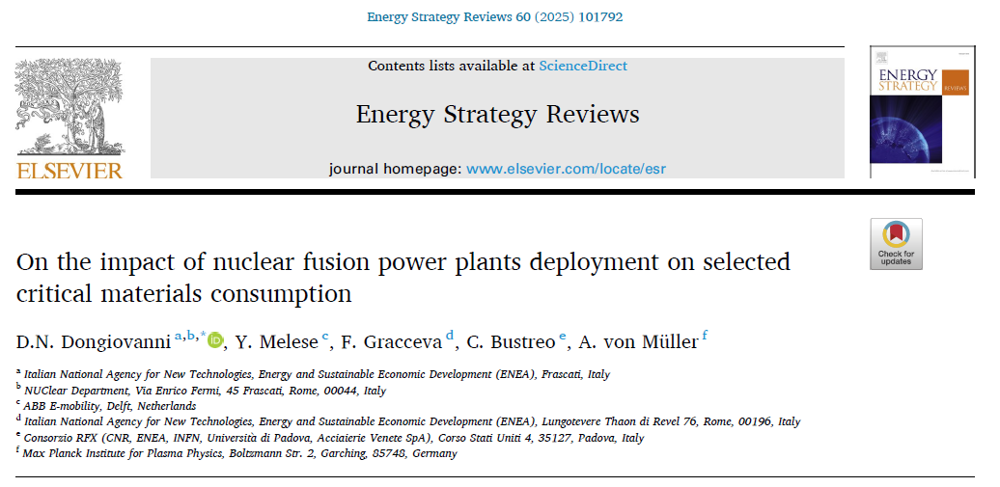 Energy Strategy Reviews 60 (2025) 101792
Contents lists available at ScienceDirect
Energy Strategy Reviews
journal homepage: www.elsevier.com/locate/esr
ELSEVIER
ENERGY
STRATEGY
REVIEWS
Check for
updates
On the impact of nuclear fusion power plants deployment on selected
critical materials consumption
D.N. Dongiovanni a,b,* iD, Y. Melese c, F. Gracceva d, C. Bustreo e, A. von Müller f
a Italian National Agency for New Technologies, Energy and Sustainable Economic Development (ENEA), Frascati, Italy
b NUClear Department, Via Enrico Fermi, 45 Frascati, Rome, 00044, Italy
c ABB E-mobility, Delft, Netherlands
d Italian National Agency for New Technologies, Energy and Sustainable Economic Development (ENEA), Lungotevere Thaon di Revel 76, Rome, 00196, Italy
e Consorzio RFX (CNR, ENEA, INFN, Università di Padova, Acciaierie Venete SpA), Corso Stati Uniti 4, 35127, Padova, Italy
f Max Planck Institute for Plasma Physics, Boltzmann Str. 2, Garching, 85748, Germany